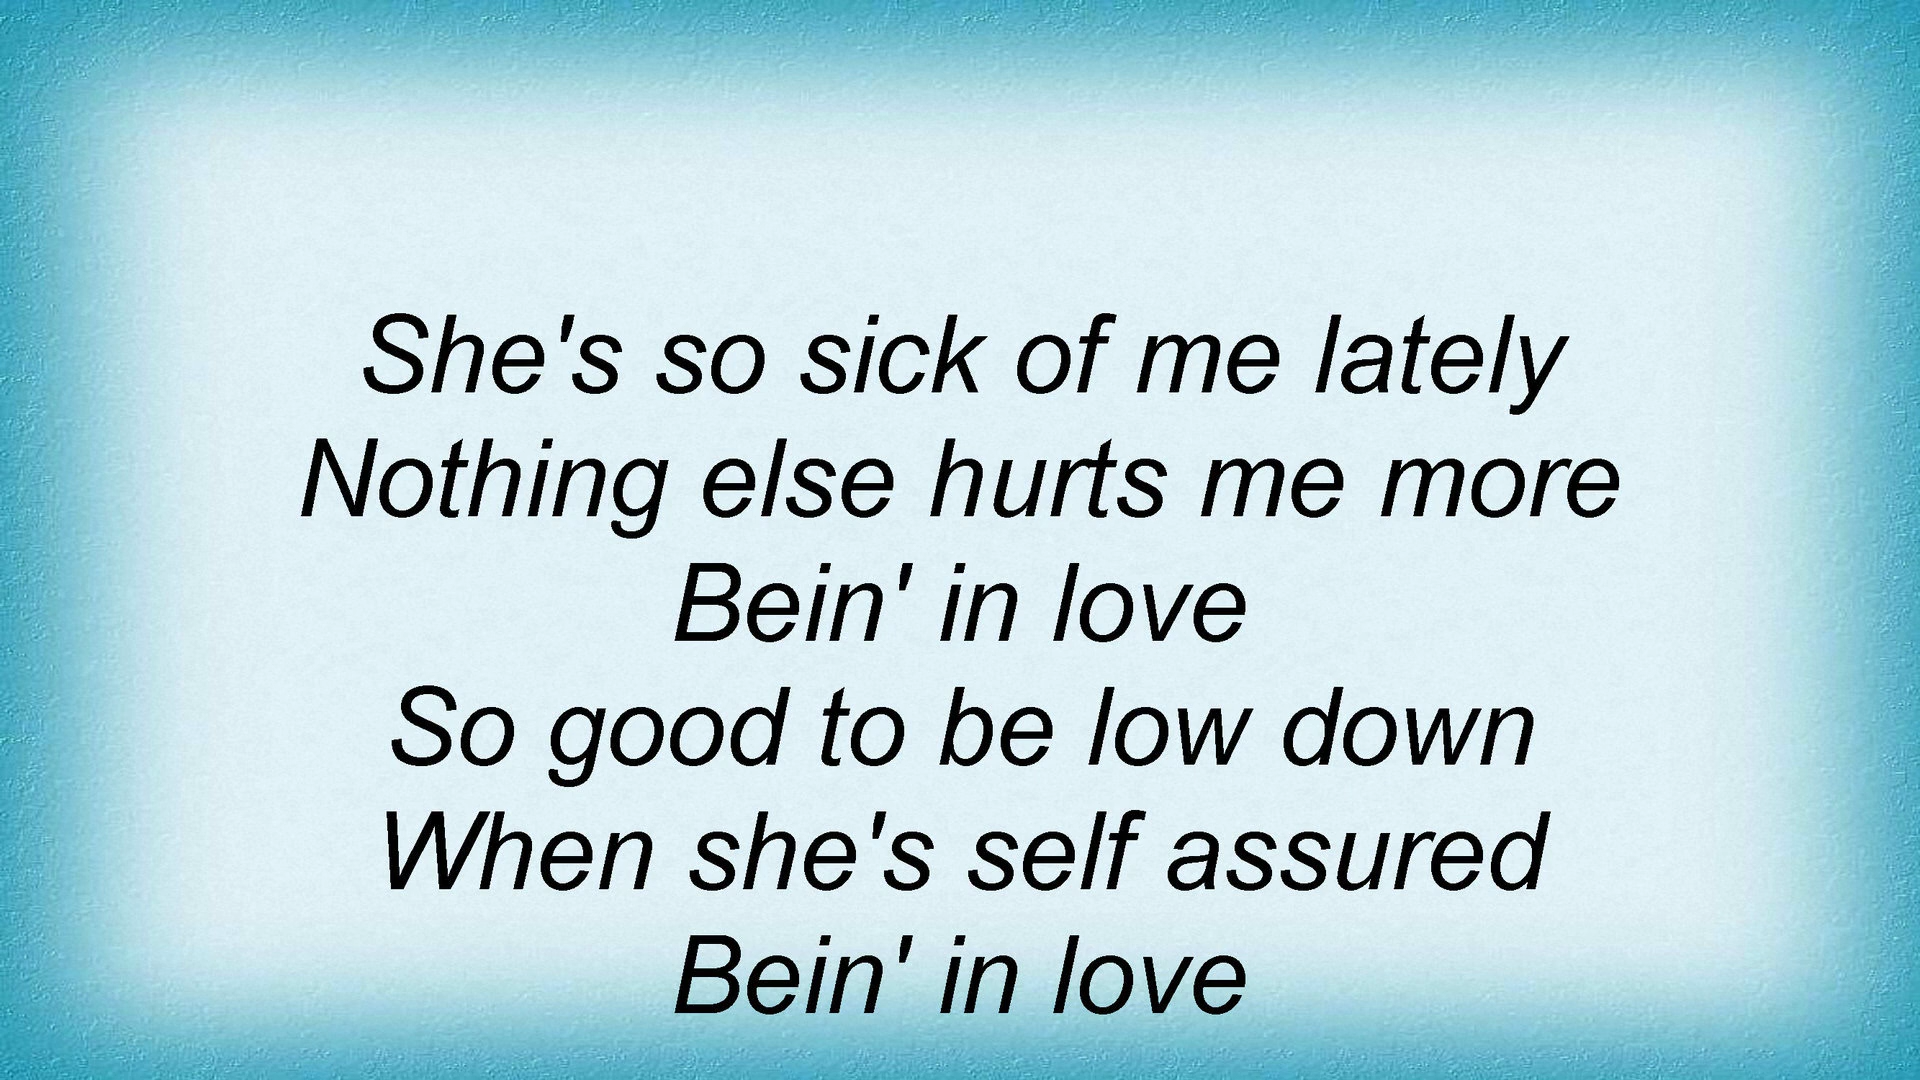 She's so sick of me lately
Nothing else hurts me more
Bein' in love
So good to be low down
When she's self assured
Bein' in love